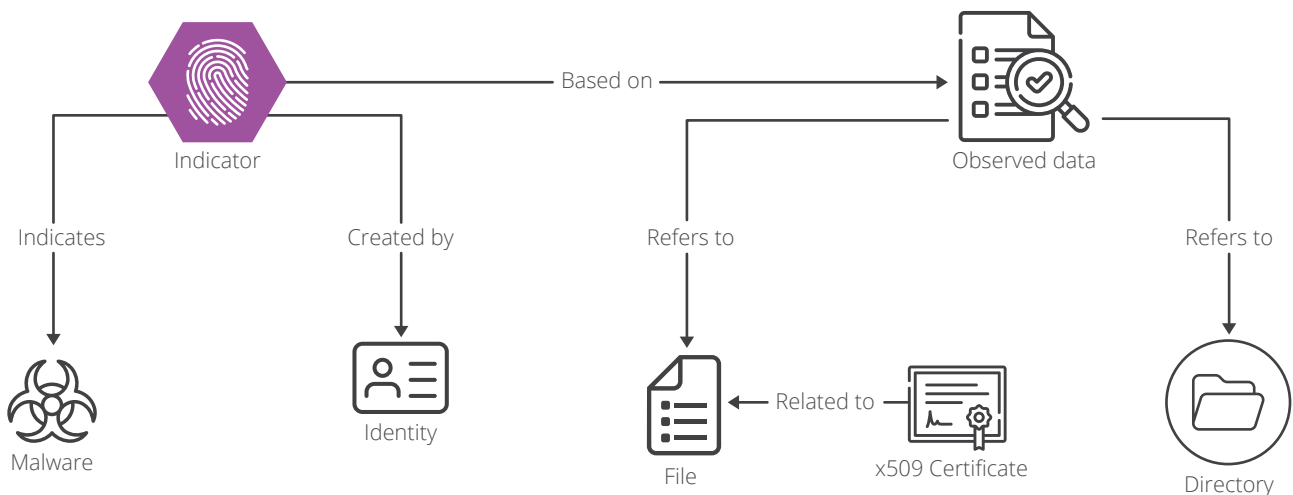 Based on
Indicator
Observed data
Indicates
Created by
Refers to
Refers to
Related to
Identity
Malware
File
x509 Certificate
Directory